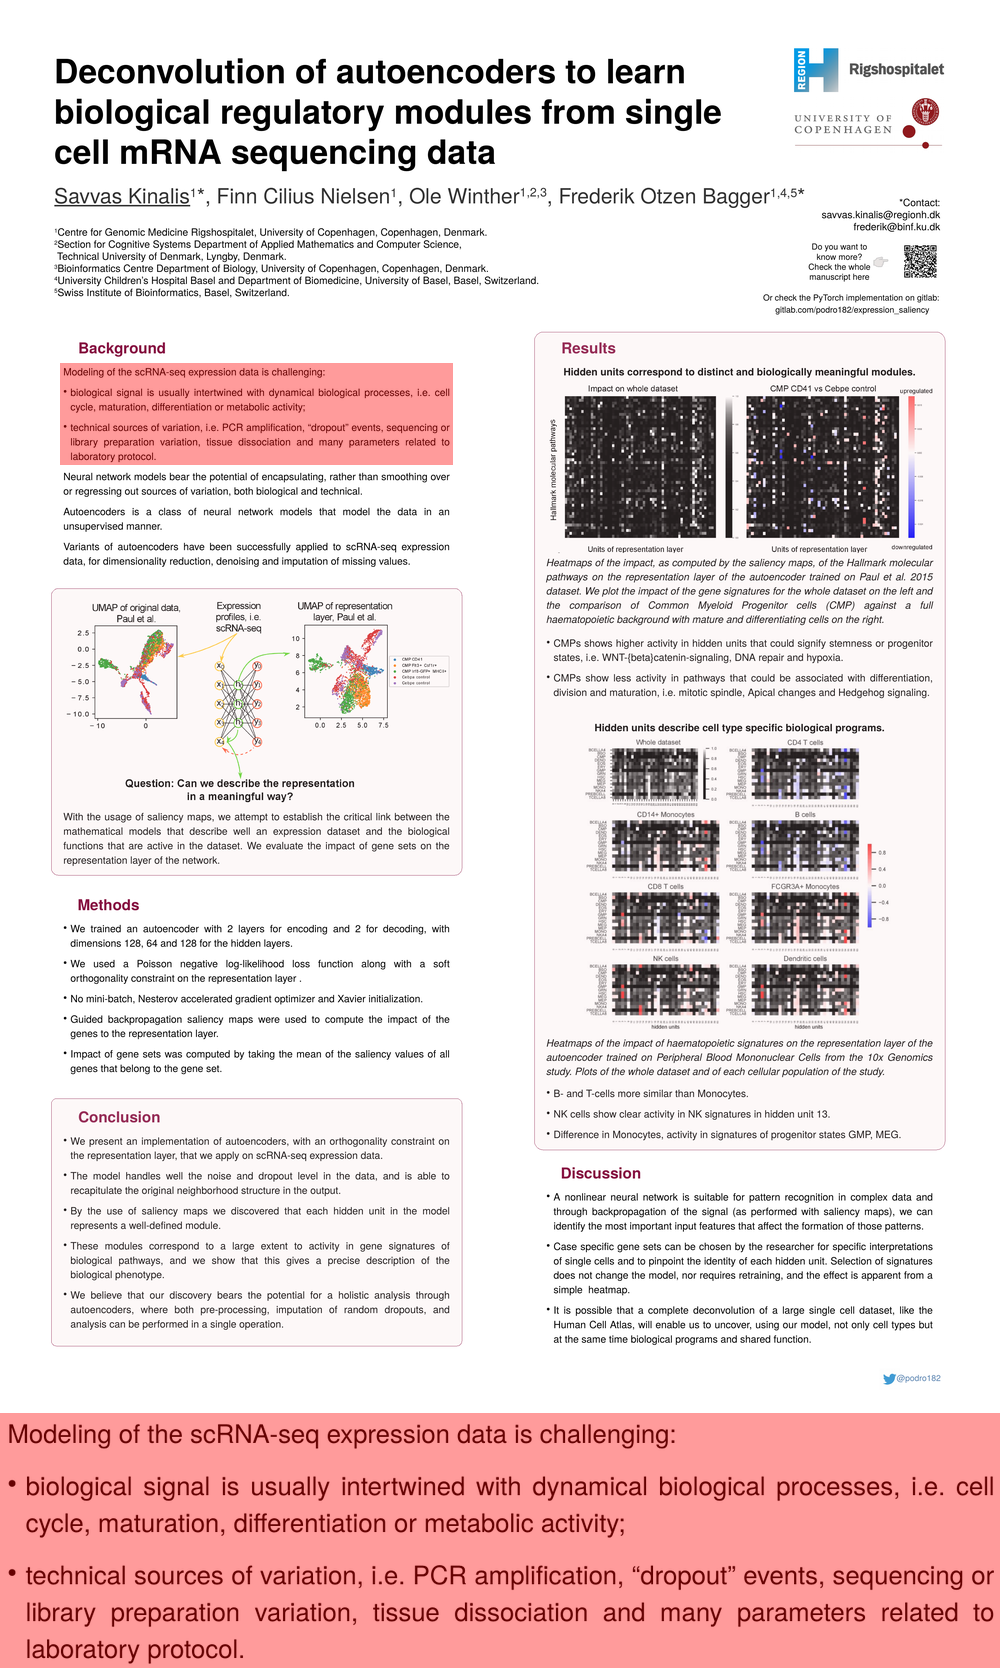 Deconvolution of autoencoders to learn
biological regulatory modules from single
cell mRNA sequencing data
REGION
Rigshospitalet
UNIVERSITY OF
COPENHAGEN
Savvas Kinalis1*, Finn Cilius Nielsen1, Ole Winther1,2,3, Frederik Otzen Bagger1,4,5*
1Centre for Genomic Medicine Rigshospitalet, University of Copenhagen, Copenhagen, Denmark.
2Section for Cognitive Systems Department of Applied Mathematics and Computer Science,
Technical University of Denmark, Lyngby, Denmark.
3Bioinformatics Centre Department of Biology, University of Copenhagen, Copenhagen, Denmark.
4University Children's Hospital Basel and Department of Biomedicine, University of Basel, Basel, Switzerland.
5Swiss Institute of Bioinformatics, Basel, Switzerland.
*Contact:
savvas.kinalis@regionh.dk
frederik@binf.ku.dk
Do you want to
know more?
Check the whole
manuscript here
Or check the PyTorch implementation on gitlab:
gitlab.com/podro182/expression_saliency
Background
Modeling of the scRNA-seq expression data is challenging:
• biological signal is usually intertwined with dynamical biological processes, i.e. cell
cycle, maturation, differentiation or metabolic activity;
• technical sources of variation, i.e. PCR amplification, “dropout” events, sequencing or
library preparation variation, tissue dissociation and many parameters related to
laboratory protocol.
Neural network models bear the potential of encapsulating, rather than smoothing over
or regressing out sources of variation, both biological and technical.
Autoencoders is a class of neural network models that model the data in an
unsupervised manner.
Variants of autoencoders have been successfully applied to scRNA-seq expression
data, for dimensionality reduction, denoising and imputation of missing values.
UMAP of original data,
Paul et al.
Expression
profiles, i.e.
scRNA-seq
UMAP of representation
layer, Paul et al.
2.5
0.0
−2.5
−5.0
−7.5
−10.0
−10
0
10
8
6
4
2
0.0 2.5 5.0 7.5
CMP CD41
Cebpe control
Cebpa control
Question: Can we describe the representation
in a meaningful way?
With the usage of saliency maps, we attempt to establish the critical link between the
mathematical models that describe well an expression dataset and the biological
functions that are active in the dataset. We evaluate the impact of gene sets on the
representation layer of the network.
Methods
• We trained an autoencoder with 2 layers for encoding and 2 for decoding, with
dimensions 128, 64 and 128 for the hidden layers.
• We used a Poisson negative log-likelihood loss function along with a soft
orthogonality constraint on the representation layer .
• No mini-batch, Nesterov accelerated gradient optimizer and Xavier initialization.
• Guided backpropagation saliency maps were used to compute the impact of the
genes to the representation layer.
• Impact of gene sets was computed by taking the mean of the saliency values of all
genes that belong to the gene set.
Conclusion
• We present an implementation of autoencoders, with an orthogonality constraint on
the representation layer, that we apply on scRNA-seq expression data.
• The model handles well the noise and dropout level in the data, and is able to
recapitulate the original neighborhood structure in the output.
• By the use of saliency maps we discovered that each hidden unit in the model
represents a well-defined module.
• These modules correspond to a large extent to activity in gene signatures of
biological pathways, and we show that this gives a precise description of the
biological phenotype.
• We believe that our discovery bears the potential for a holistic analysis through
autoencoders, where both pre-processing, imputation of random dropouts, and
analysis can be performed in a single operation.
Results
Hidden units correspond to distinct and biologically meaningful modules.
Impact on whole dataset
CMP CD41 vs Cebpe control
upregulated
Hallmark molecular pathways
Units of representation layer
Units of representation layer
downregulated
Heatmaps of the impact, as computed by the saliency maps, of the Hallmark molecular
pathways on the representation layer of the autoencoder trained on Paul et al. 2015
dataset. We plot the impact of the gene signatures for the whole dataset on the left and
the comparison of Common Myeloid Progenitor cells (CMP) against a full
haematopoietic background with mature and differentiating cells on the right.
• CMPs shows higher activity in hidden units that could signify stemness or progenitor
states, i.e. WNT-{beta}catenin-signaling, DNA repair and hypoxia.
• CMPs show less activity in pathways that could be associated with differentiation,
division and maturation, i.e. mitotic spindle, Apical changes and Hedgehog signaling.
Hidden units describe cell type specific biological programs.
Whole dataset
CD4 T cells
CD14+ Monocytes
B cells
CD8 T cells
FCGR3A+ Monocytes
NK cells
Dendritic cells
0.8
0.4
0.0
−0.4
−0.8
hidden units
hidden units
Heatmaps of the impact of haematopoietic signatures on the representation layer of the
autoencoder trained on Peripheral Blood Mononuclear Cells from the 10x Genomics
study. Plots of the whole dataset and of each cellular population of the study.
• B- and T-cells more similar than Monocytes.
• NK cells show clear activity in NK signatures in hidden unit 13.
• Difference in Monocytes, activity in signatures of progenitor states GMP, MEG.
Discussion
• A nonlinear neural network is suitable for pattern recognition in complex data and
through backpropagation of the signal (as performed with saliency maps), we can
identify the most important input features that affect the formation of those patterns.
• Case specific gene sets can be chosen by the researcher for specific interpretations
of single cells and to pinpoint the identity of each hidden unit. Selection of signatures
does not change the model, nor requires retraining, and the effect is apparent from a
simple heatmap.
• It is possible that a complete deconvolution of a large single cell dataset, like the
Human Cell Atlas, will enable us to uncover, using our model, not only cell types but
at the same time biological programs and shared function.
@podro182
Modeling of the scRNA-seq expression data is challenging:
• biological signal is usually intertwined with dynamical biological processes, i.e. cell
cycle, maturation, differentiation or metabolic activity;
• technical sources of variation, i.e. PCR amplification, “dropout” events, sequencing or
library preparation variation, tissue dissociation and many parameters related to
laboratory protocol.